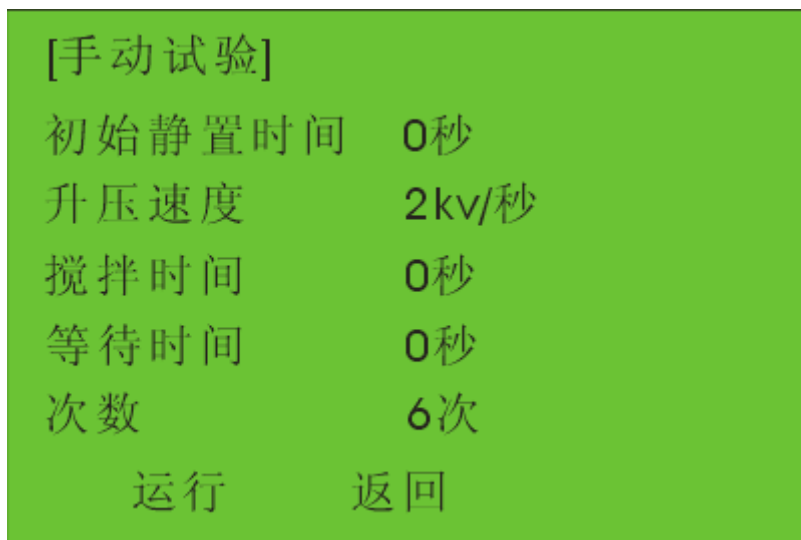 [手动试验]
初始静置时间 0秒
升压速度 2kv/秒
搅拌时间 0秒
等待时间 0秒
次数 6次
运行 返回